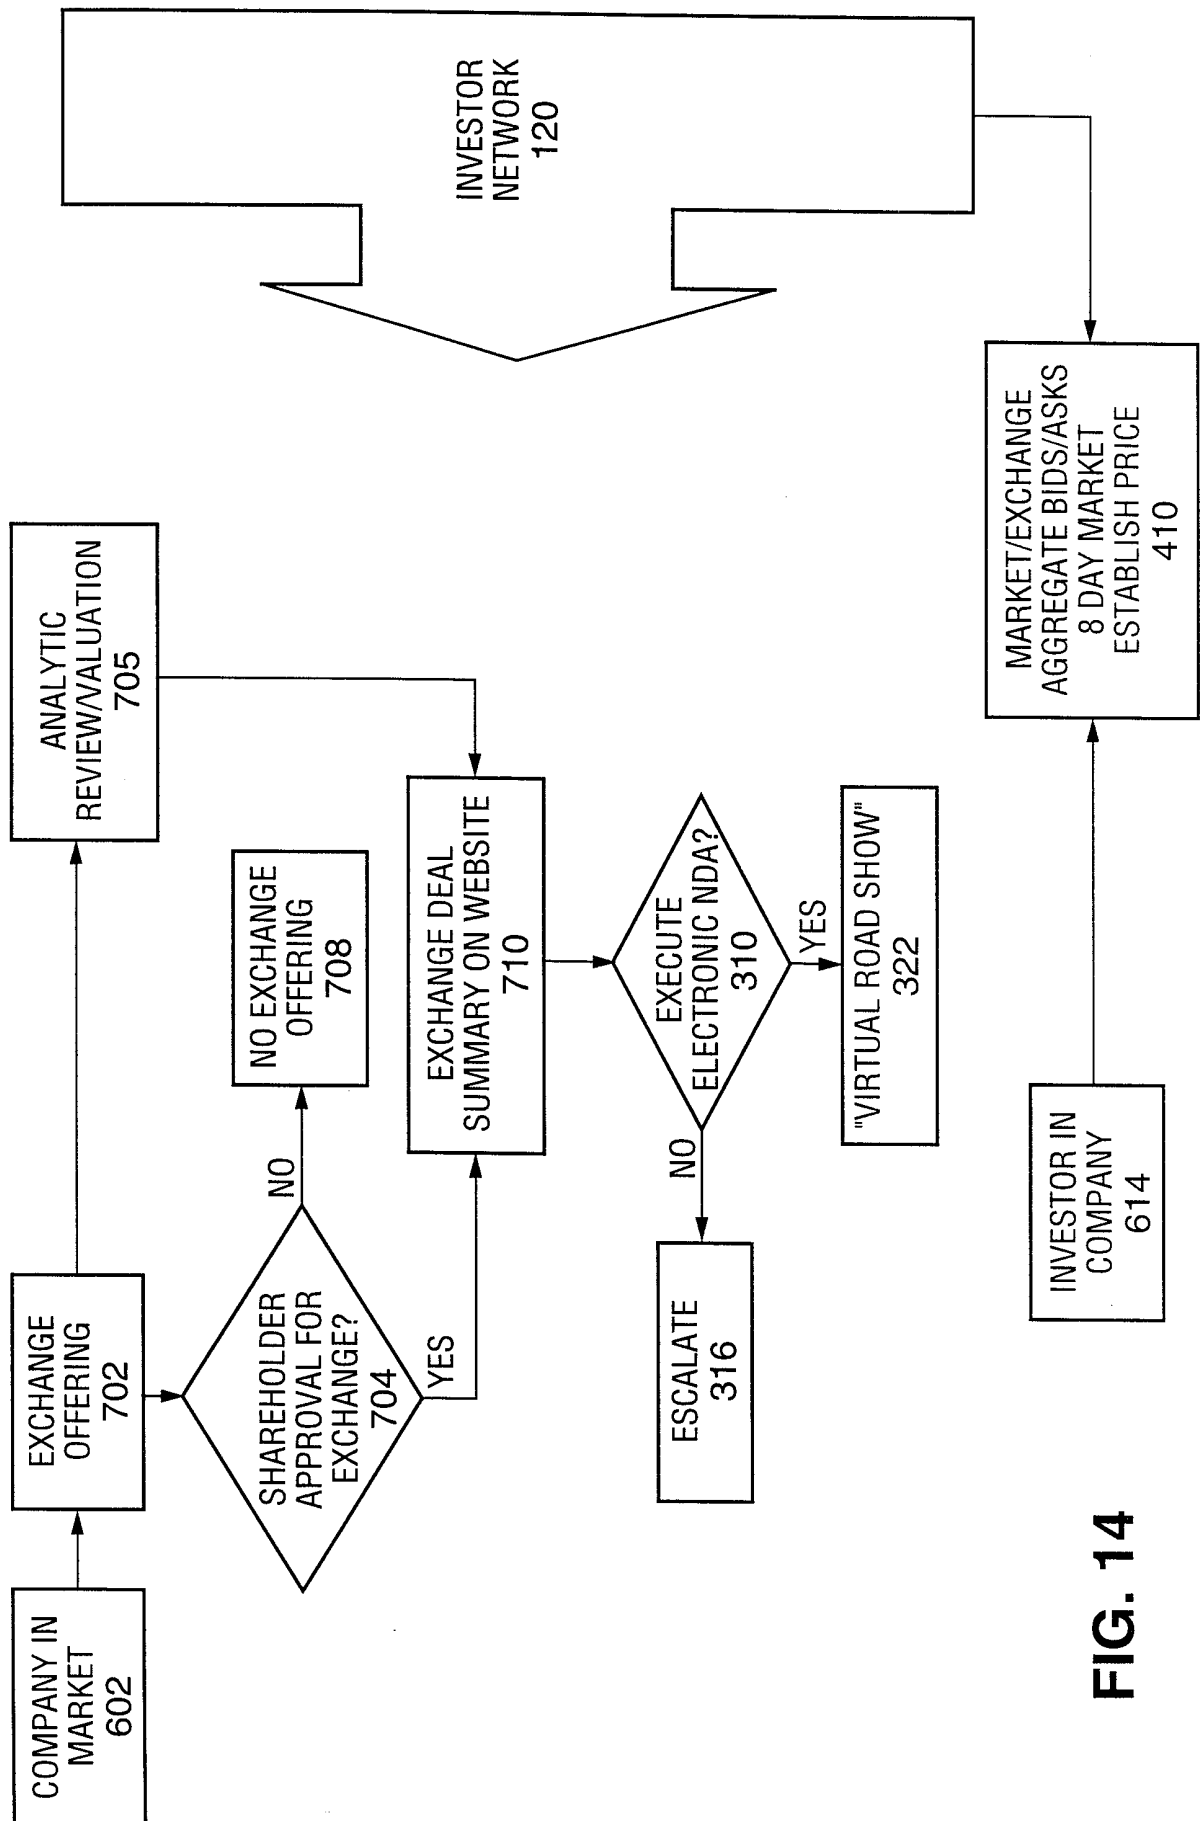 COMPANY IN
MARKET
602
EXCHANGE
OFFERING
702
ANALYTIC
REVIEW/VALUATION
705
SHAREHOLDER
APPROVAL FOR
EXCHANGE?
704
NO
NO EXCHANGE
OFFERING
708
YES
EXCHANGE DEAL
SUMMARY ON WEBSITE
710
EXECUTE
ELECTRONIC NDA?
310
NO
ESCALATE
316
YES
"VIRTUAL ROAD SHOW"
322
INVESTOR
NETWORK
120
INVESTOR IN
COMPANY
614
MARKET/EXCHANGE
AGGREGATE BIDS/ASKS
8 DAY MARKET
ESTABLISH PRICE
410
FIG. 14